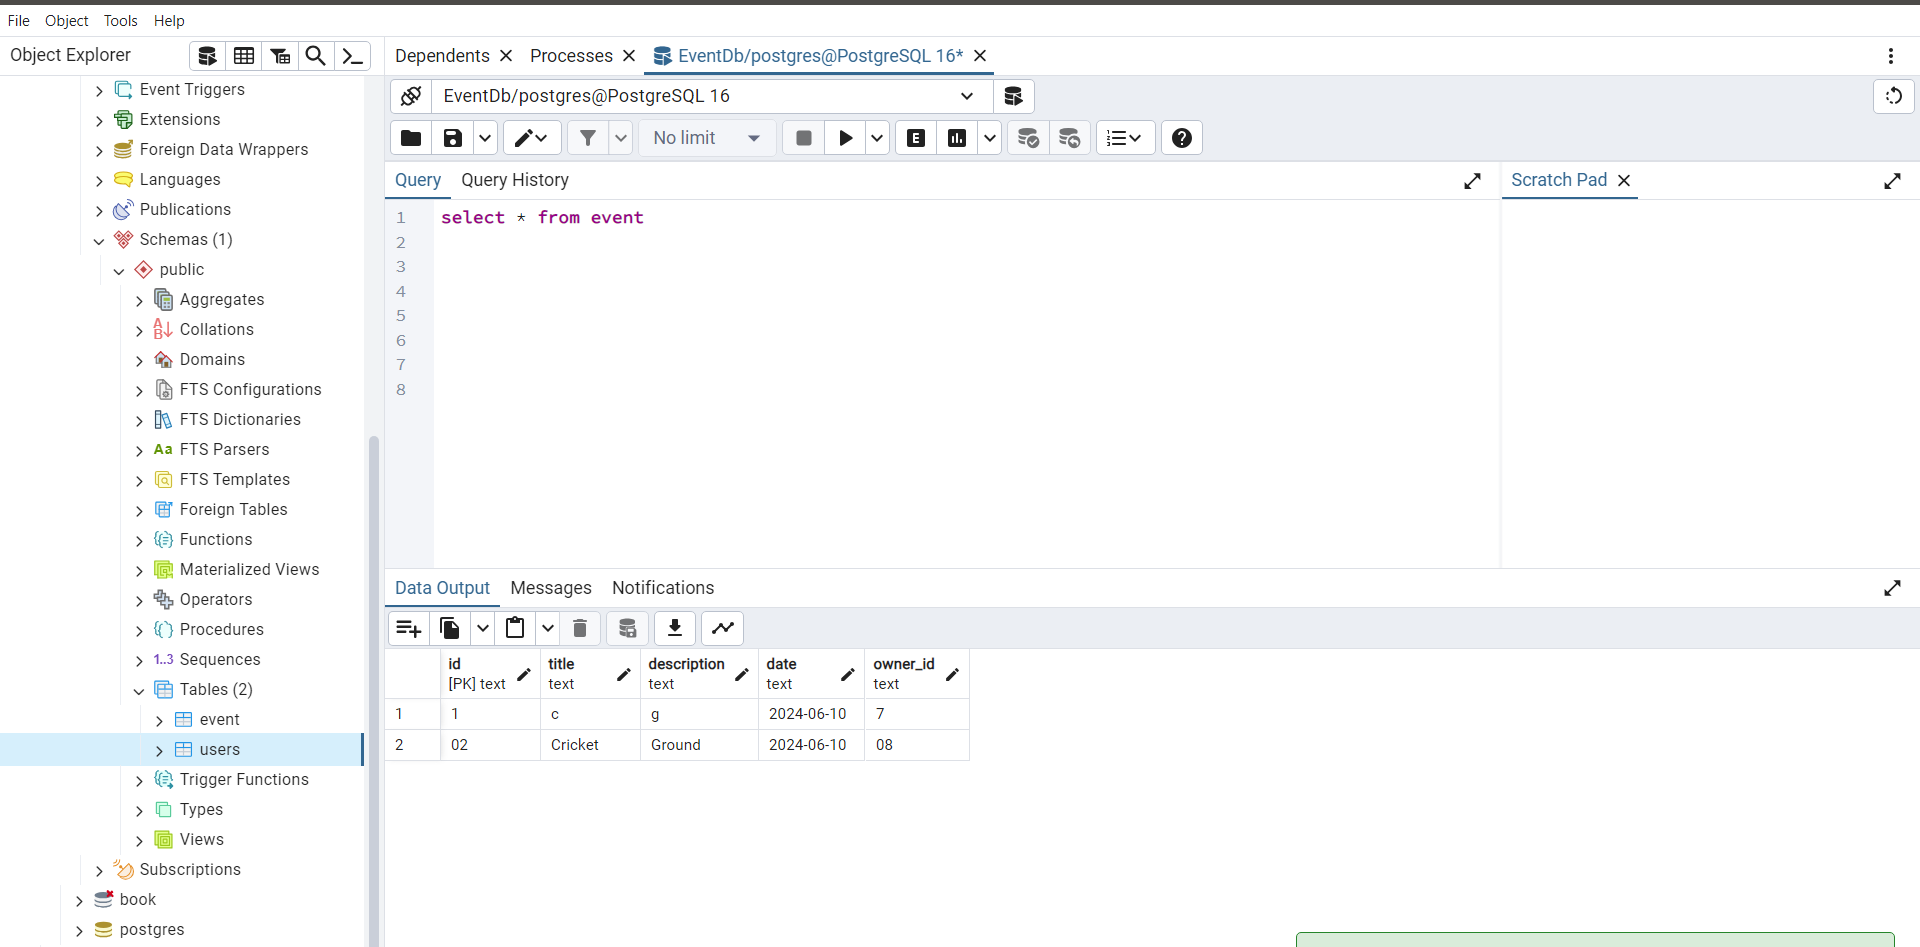 File Object Tools Help
Object Explorer
Dependents Processes EventDb/postgres@PostgreSQL 16*
EventDb/postgres@PostgreSQL 16
No limit
E
Query Query History
Scratch Pad
1 select * from event
2
3
4
5
6
7
8
Event Triggers
Extensions
Foreign Data Wrappers
Languages
Publications
Schemas (1)
public
Aggregates
Collations
Domains
FTS Configurations
FTS Dictionaries
Aa FTS Parsers
FTS Templates
Foreign Tables
Functions
Materialized Views
Operators
Procedures
1..3 Sequences
Tables (2)
event
users
Trigger Functions
Types
Views
Subscriptions
book
postgres
Data Output Messages Notifications
id title description date owner_id
[PK] text text text text text
1 1 c g 2024-06-10 7
2 02 Cricket Ground 2024-06-10 08